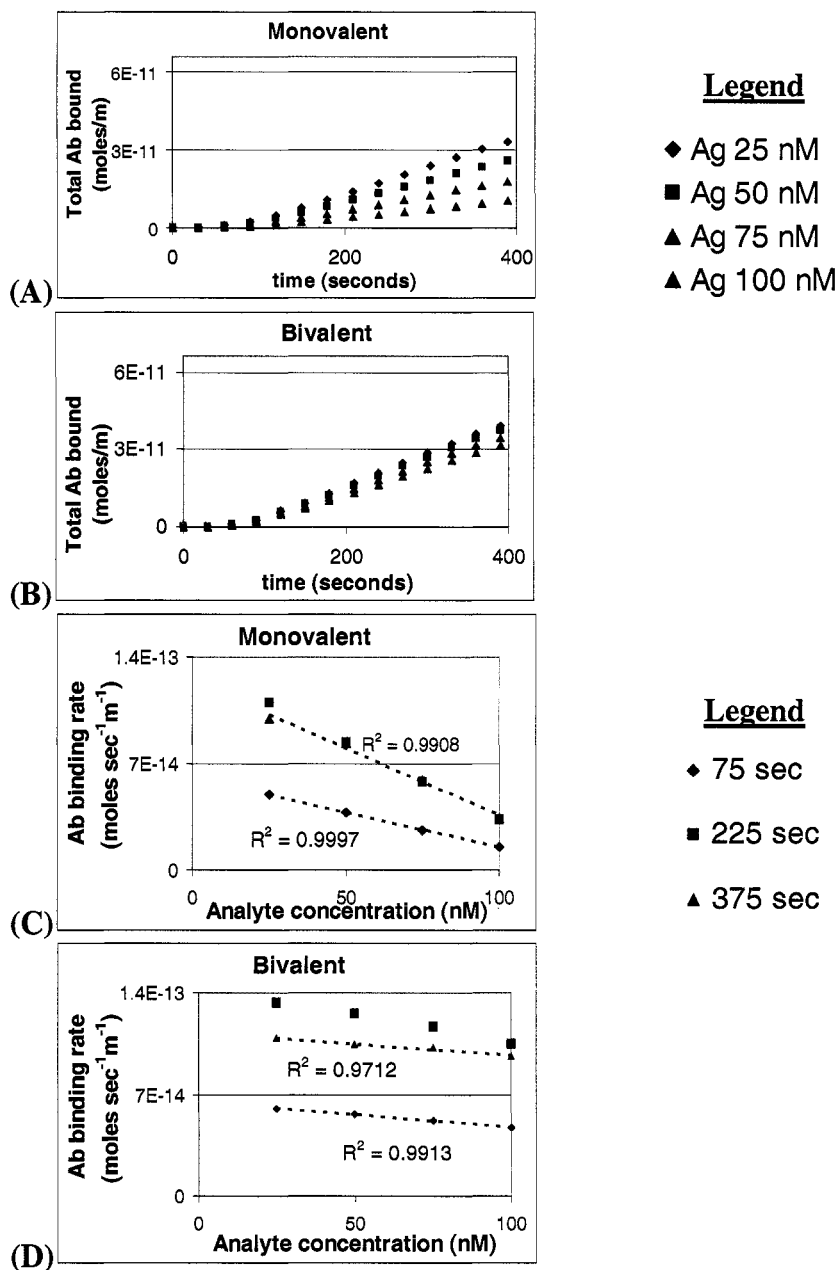 Monovalent
Total Ab bound
(moles/m)
6E-11
3E-11
0
0
200
400
time (seconds)
(A)
Legend
Ag 25 nM
Ag 50 nM
Ag 75 nM
Ag 100 nM
Bivalent
Total Ab bound
(moles/m)
6E-11
3E-11
0
0
200
400
time (seconds)
(B)
Monovalent
Ab binding rate
(moles sec⁻¹m⁻¹)
1.4E-13
7E-14
0
R² = 0.9908
R² = 0.9997
0
50
100
Analyte concentration (nM)
(C)
Legend
75 sec
225 sec
375 sec
Bivalent
Ab binding rate
(moles sec⁻¹m⁻¹)
1.4E-13
7E-14
0
R² = 0.9712
R² = 0.9913
0
50
100
Analyte concentration (nM)
(D)